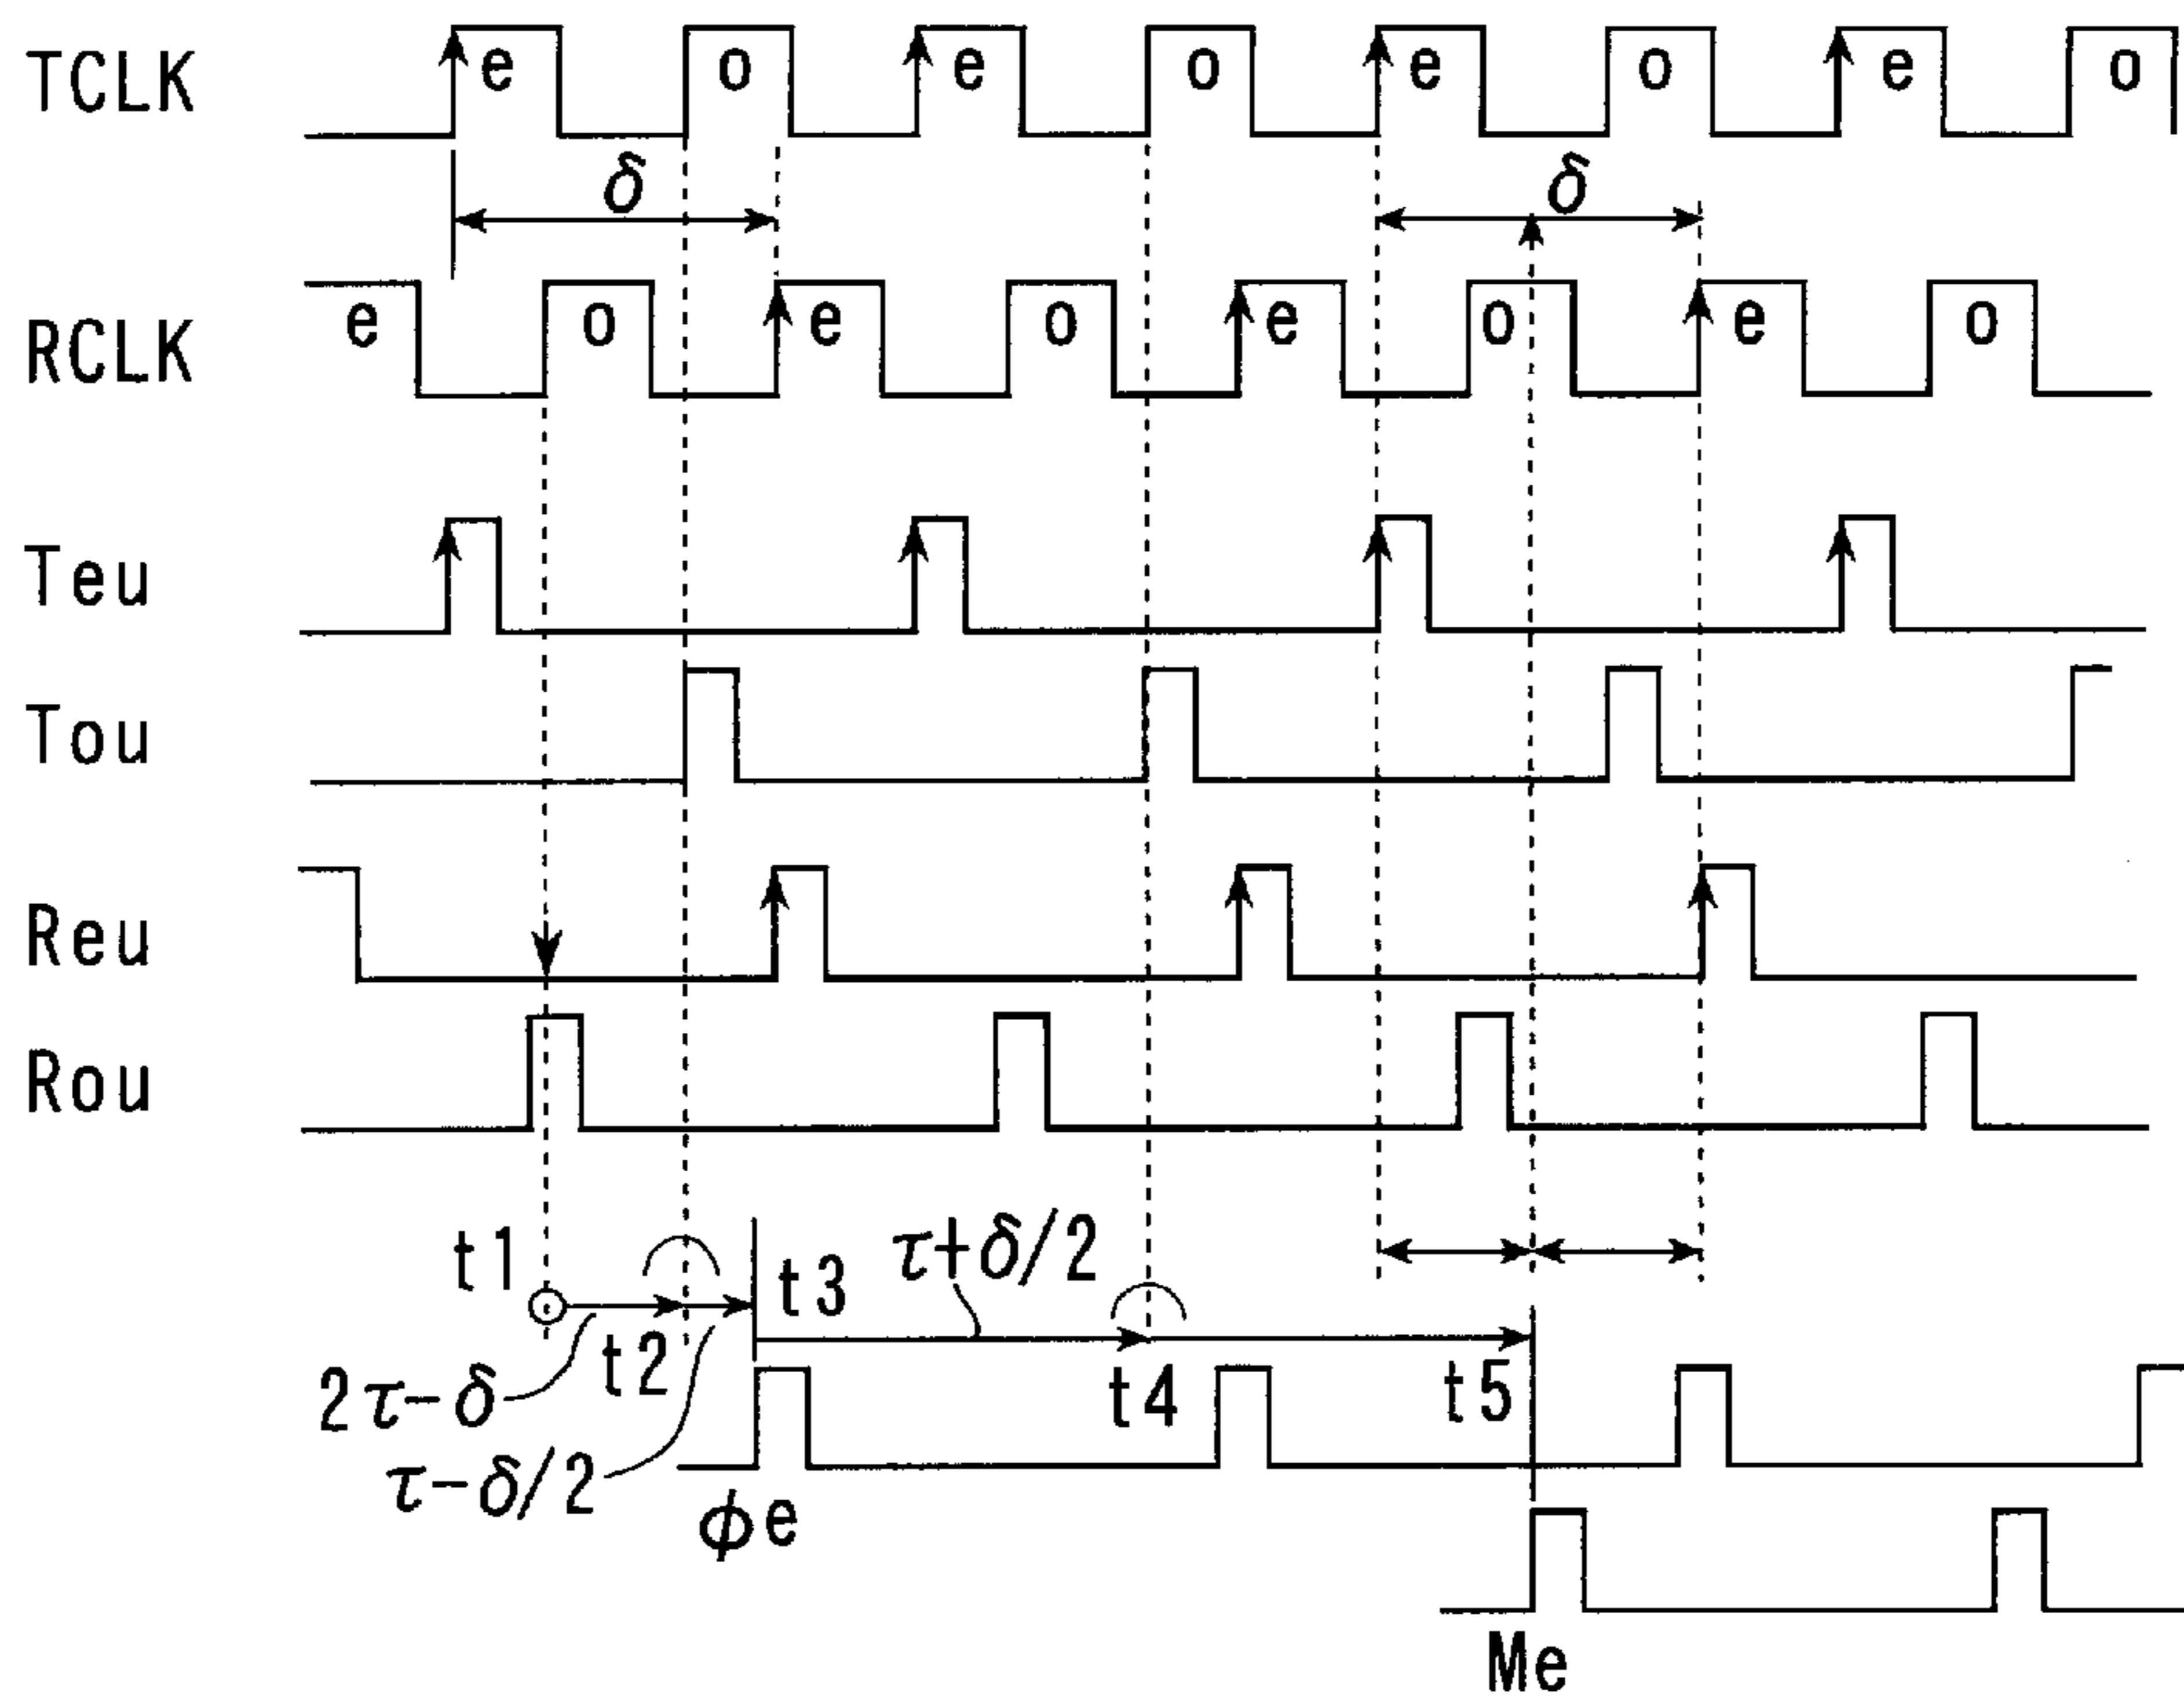 TCLK e o e o e o e o
δ δ
RCLK e o e o e o e o
Teu
Tou
Reu
Rou
t1 t3 τ+δ/2
2τ-δ t2 t4 t5
τ-δ/2
φe
Me